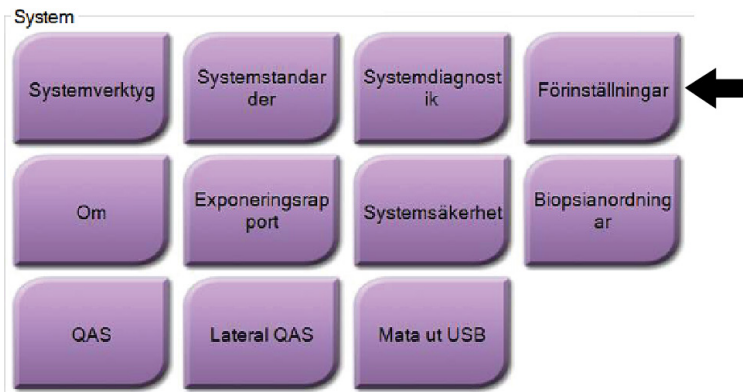 System
Systemverktyg
Systemstandar
der
Systemdiagnost
ik
Förinställningar
Om
Exponeringsrap
port
Systemsäkerhet
Biopsianordning
ar
QAS
Lateral QAS
Mata ut USB